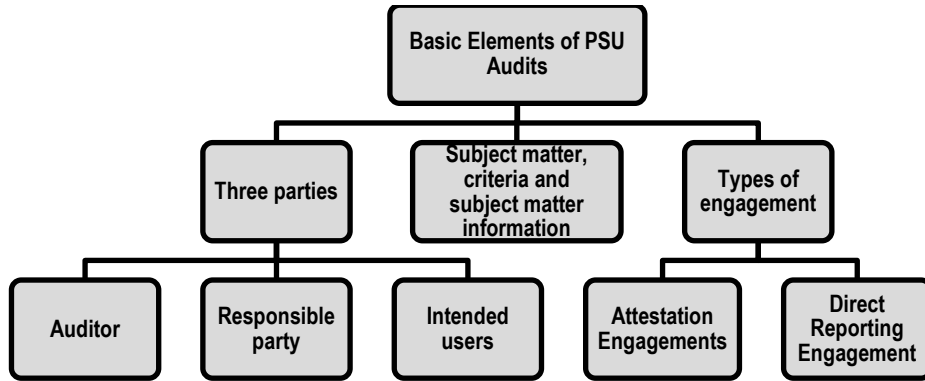 Basic Elements of PSU
Audits
Three parties
Subject matter,
criteria and
subject matter
information
Types of
engagement
Auditor
Responsible
party
Intended
users
Attestation
Engagements
Direct
Reporting
Engagement